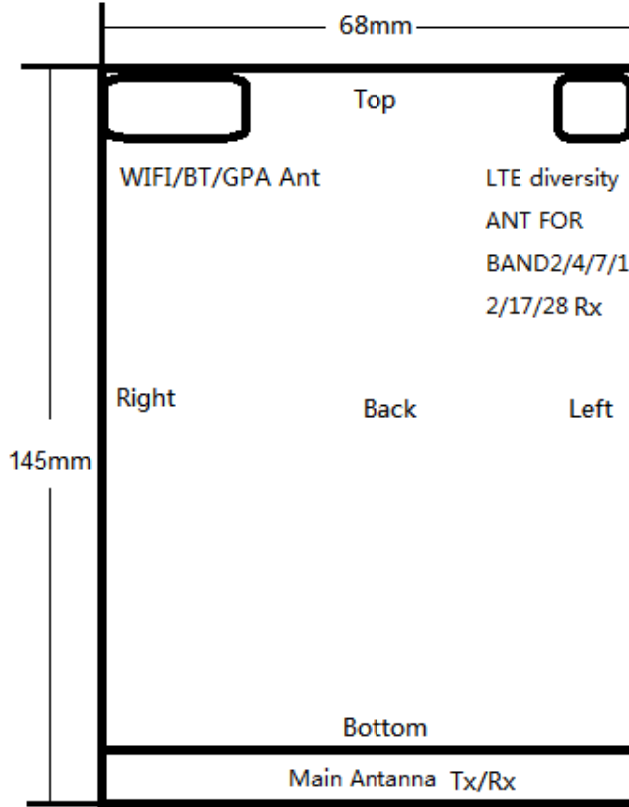 68mm
Top
WIFI/BT/GPA Ant
LTE diversity
ANT FOR
BAND2/4/7/1
2/17/28 Rx
Right
Back
Left
145mm
Bottom
Main Antanna Tx/Rx